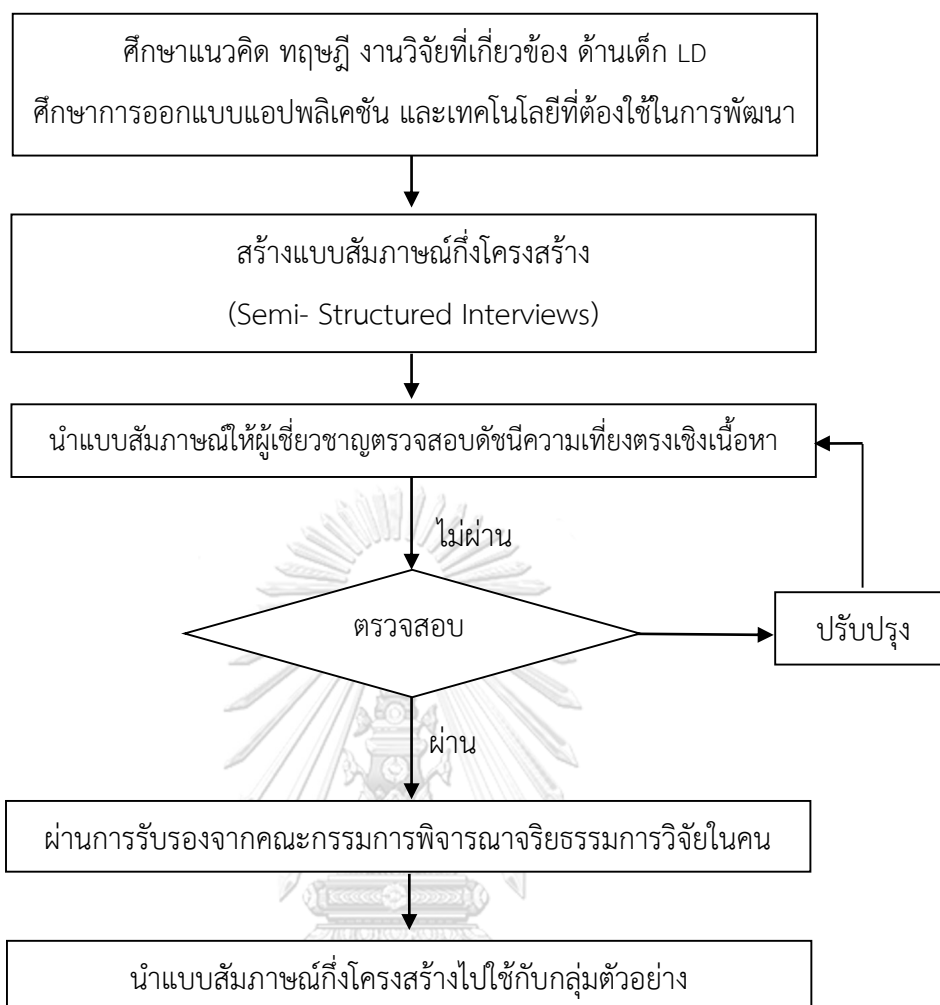 ศึกษาแนวคิด ทฤษฎี งานวิจัยที่เกี่ยวข้อง ด้านเด็ก LD
ศึกษาการออกแบบแอปพลิเคชัน และเทคโนโลยีที่ต้องใช้ในการพัฒนา
สร้างแบบสัมภาษณ์กึ่งโครงสร้าง
(Semi- Structured Interviews)
นำแบบสัมภาษณ์ให้ผู้เชี่ยวชาญตรวจสอบดัชนีความเที่ยงตรงเชิงเนื้อหา
ไม่ผ่าน
ตรวจสอบ
ปรับปรุง
ผ่าน
ผ่านการรับรองจากคณะกรรมการพิจารณาจริยธรรมการวิจัยในคน
นำแบบสัมภาษณ์กึ่งโครงสร้างไปใช้กับกลุ่มตัวอย่าง